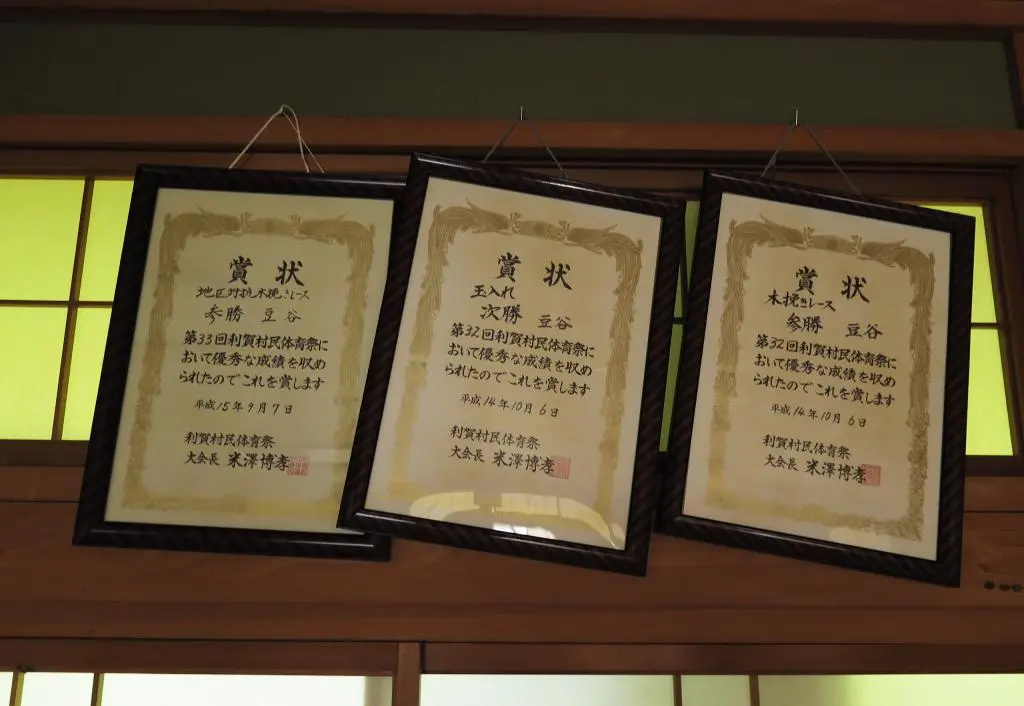 賞状
地区対抗木挽きレース
参勝 豆谷
第33回利賀村民体育祭に
おいて優秀な成績を収め
られたのでこれを賞します
平成15年9月7日
利賀村民体育祭
大会長 米澤博孝
賞状
玉入れ
次勝 豆谷
第32回利賀村民体育祭に
おいて優秀な成績を収め
られたのでこれを賞します
平成14年10月6日
利賀村民体育祭
大会長 米澤博孝
賞状
木挽きレース
参勝 豆谷
第32回利賀村民体育祭に
おいて優秀な成績を収め
られたのでこれを賞します
平成14年10月6日
利賀村民体育祭
大会長 米澤博孝